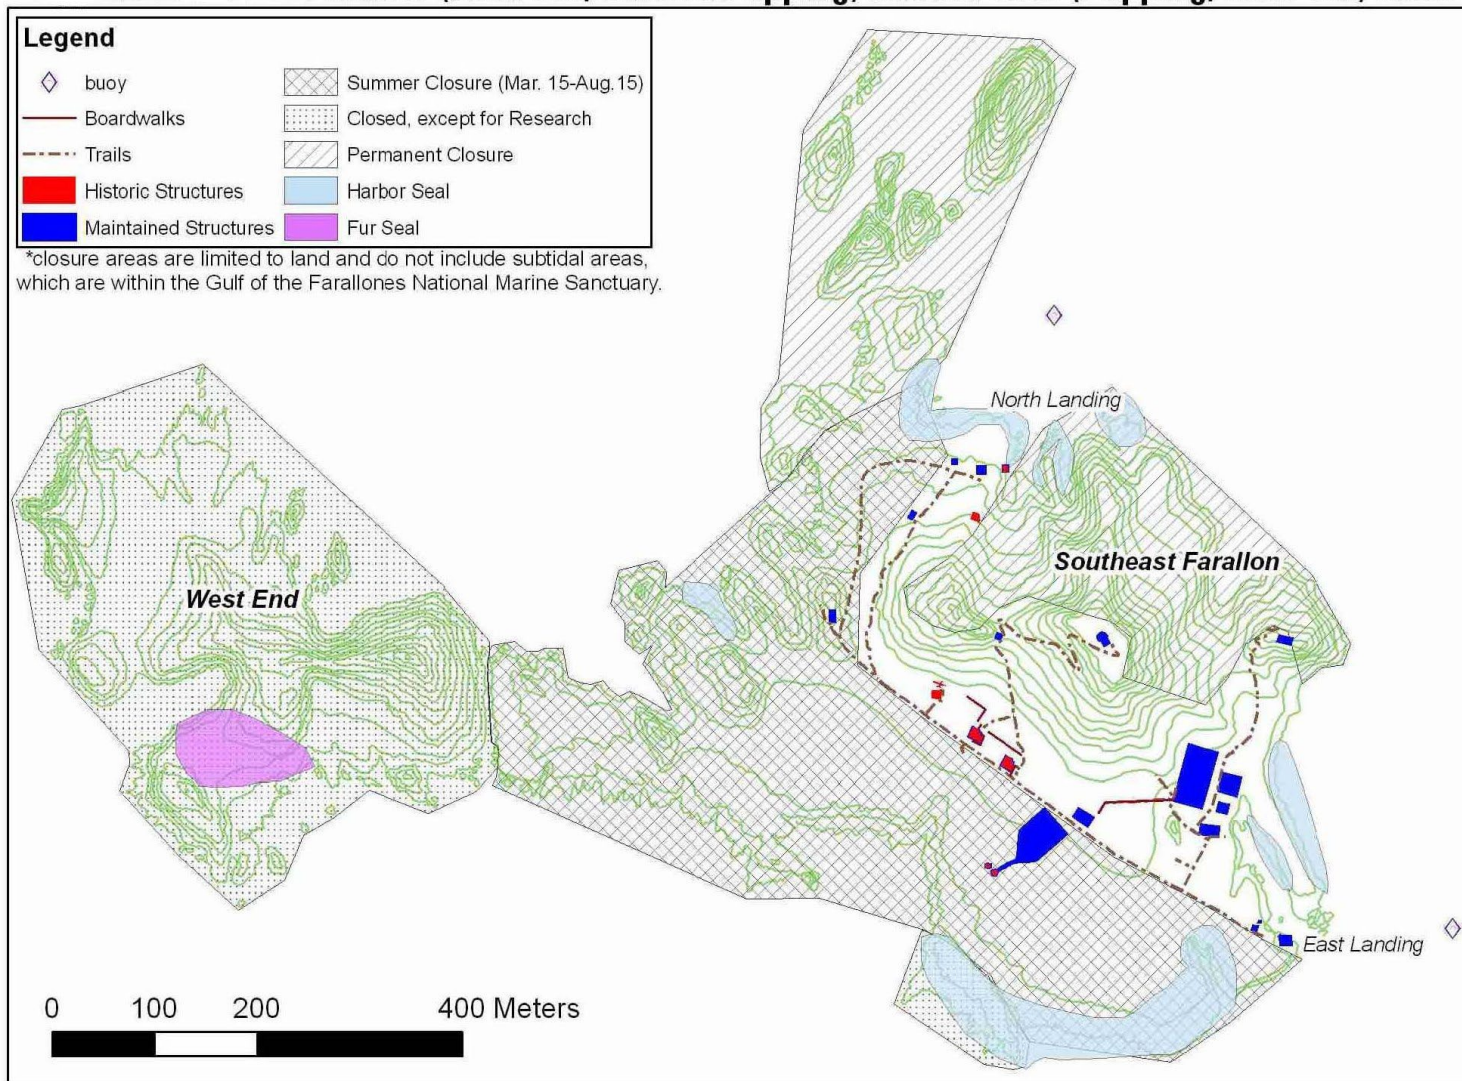 Legend
buoy
Boardwalks
Trails
Historic Structures
Maintained Structures
Summer Closure (Mar. 15-Aug.15)
Closed, except for Research
Permanent Closure
Harbor Seal
Fur Seal
*closure areas are limited to land and do not include subtidal areas,
which are within the Gulf of the Farallones National Marine Sanctuary.
North Landing
Southeast Farallon
West End
East Landing
0 100 200 400 Meters